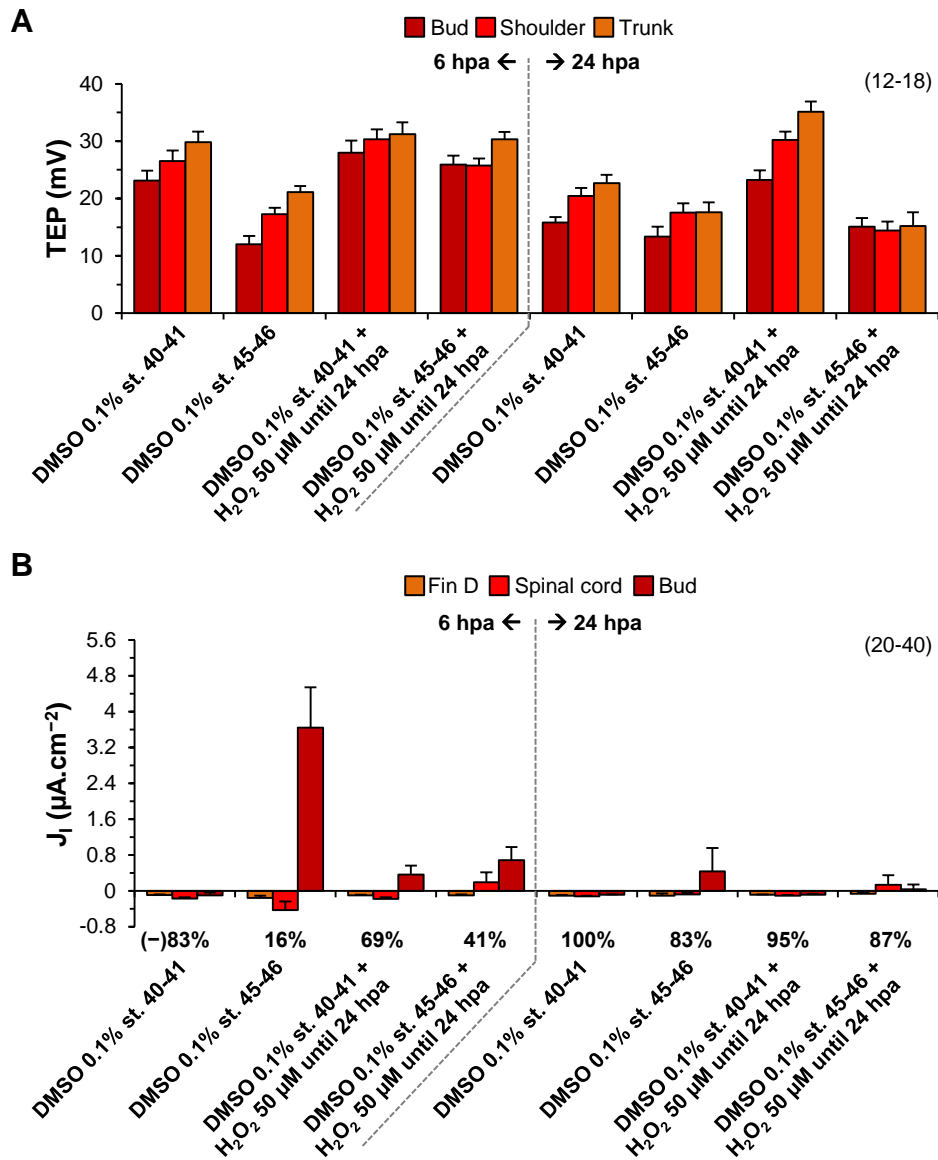 A
Bud Shoulder Trunk
6 hpa ← → 24 hpa
(12-18)
TEP (mV)
40
30
20
10
0
DMSO 0.1% st. 40-41
DMSO 0.1% st. 45-46
DMSO 0.1% st. 40-41 +
H₂O₂ 50 µM until 24 hpa
DMSO 0.1% st. 45-46 +
H₂O₂ 50 µM until 24 hpa
DMSO 0.1% st. 40-41
DMSO 0.1% st. 45-46
DMSO 0.1% st. 40-41 +
H₂O₂ 50 µM until 24 hpa
DMSO 0.1% st. 45-46 +
H₂O₂ 50 µM until 24 hpa
B
Fin D Spinal cord Bud
6 hpa ← → 24 hpa
(20-40)
J_I (µA.cm⁻²)
5.6
4.8
4
3.2
2.4
1.6
0.8
0
-0.8
(−)83% 16% 69% 41% 100% 83% 95% 87%
DMSO 0.1% st. 40-41
DMSO 0.1% st. 45-46
DMSO 0.1% st. 40-41 +
H₂O₂ 50 µM until 24 hpa
DMSO 0.1% st. 45-46 +
H₂O₂ 50 µM until 24 hpa
DMSO 0.1% st. 40-41
DMSO 0.1% st. 45-46
DMSO 0.1% st. 40-41 +
H₂O₂ 50 µM until 24 hpa
DMSO 0.1% st. 45-46 +
H₂O₂ 50 µM until 24 hpa